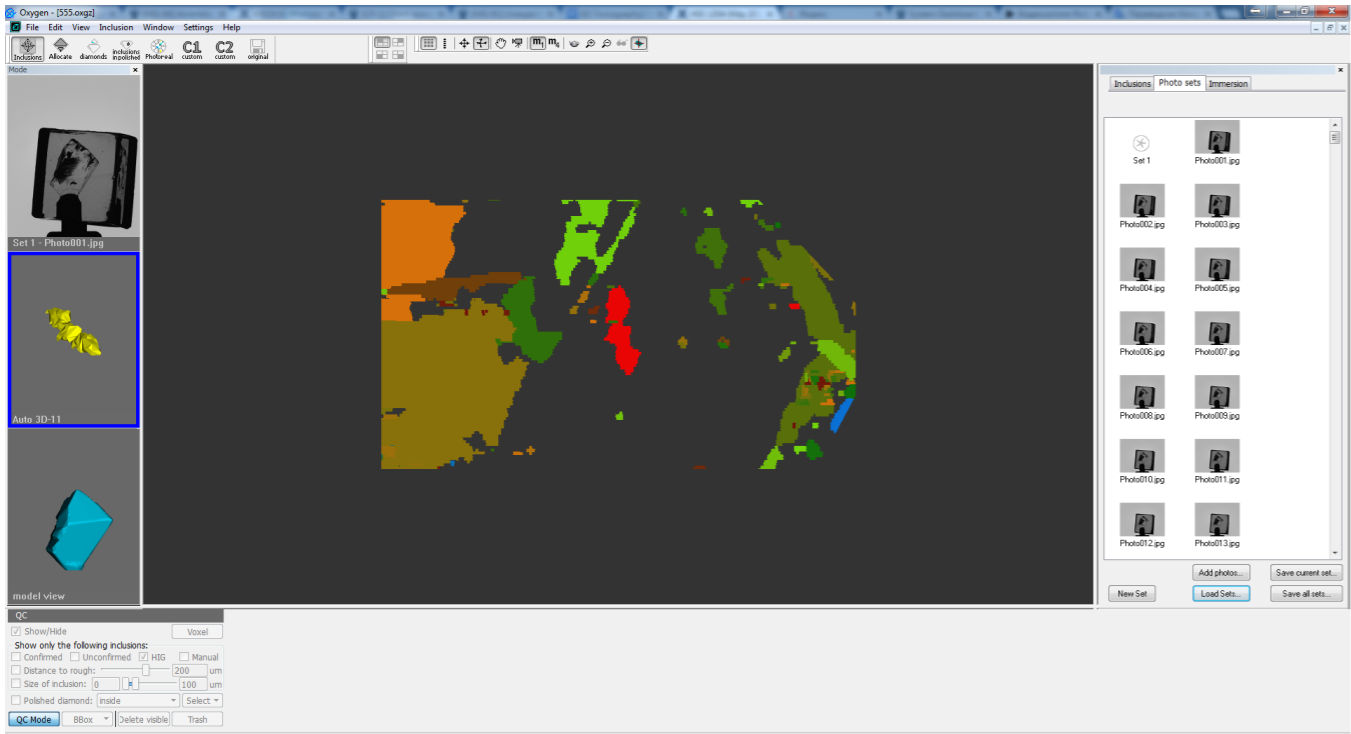 Oxygen - [555.oxgz]
File Edit View Inclusion Window Settings Help
Inclusions Allocate diamonds inclusions inpolished Photoreal C1 custom C2 custom original
Mode
Set 1 - Photo001.jpg
Auto 3D-11
model view
Inclusions Photo sets Immersion
Set 1 Photo001.jpg
Photo002.jpg Photo003.jpg
Photo004.jpg Photo005.jpg
Photo006.jpg Photo007.jpg
Photo008.jpg Photo009.jpg
Photo010.jpg Photo011.jpg
Photo012.jpg Photo013.jpg
Add photos... Save current set...
New Set Load Sets... Save all sets...
QC
Show/Hide Voxel
Show only the following inclusions:
Confirmed Unconfirmed HIG Manual
Distance to rough: 200 um
Size of inclusion: 0 100 um
Polished diamond: inside Select
QC Mode BBox Delete visible Trash